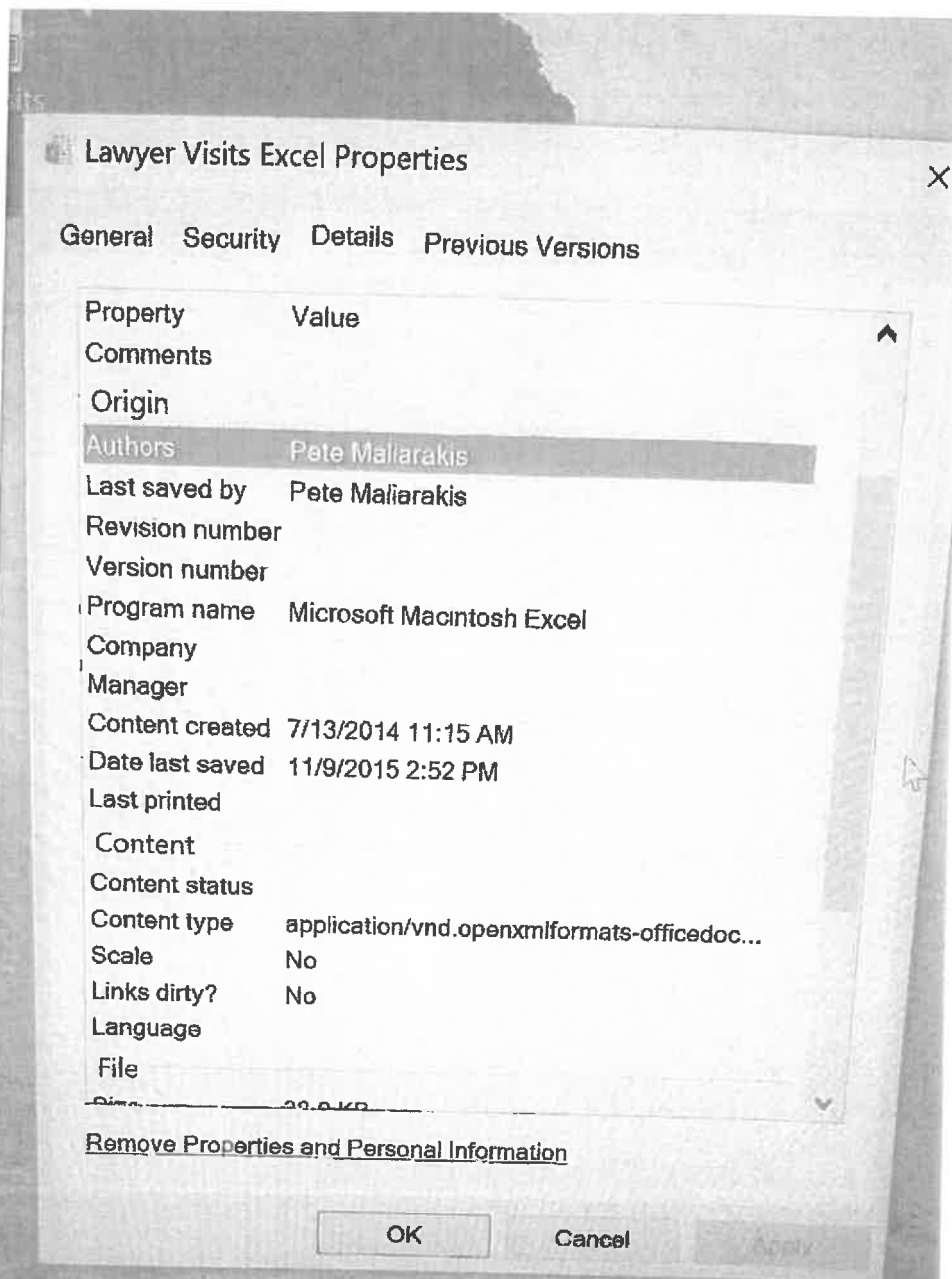 Lawyer Visits Excel Properties
General Security Details Previous Versions
Property Value
Comments
Origin
Authors Pete Maliarakis
Last saved by Pete Maliarakis
Revision number
Version number
Program name Microsoft Macintosh Excel
Company
Manager
Content created 7/13/2014 11:15 AM
Date last saved 11/9/2015 2:52 PM
Last printed
Content
Content status
Content type application/vnd.openxmlformats-officedoc...
Scale No
Links dirty? No
Language
File
Remove Properties and Personal Information
OK Cancel Apply